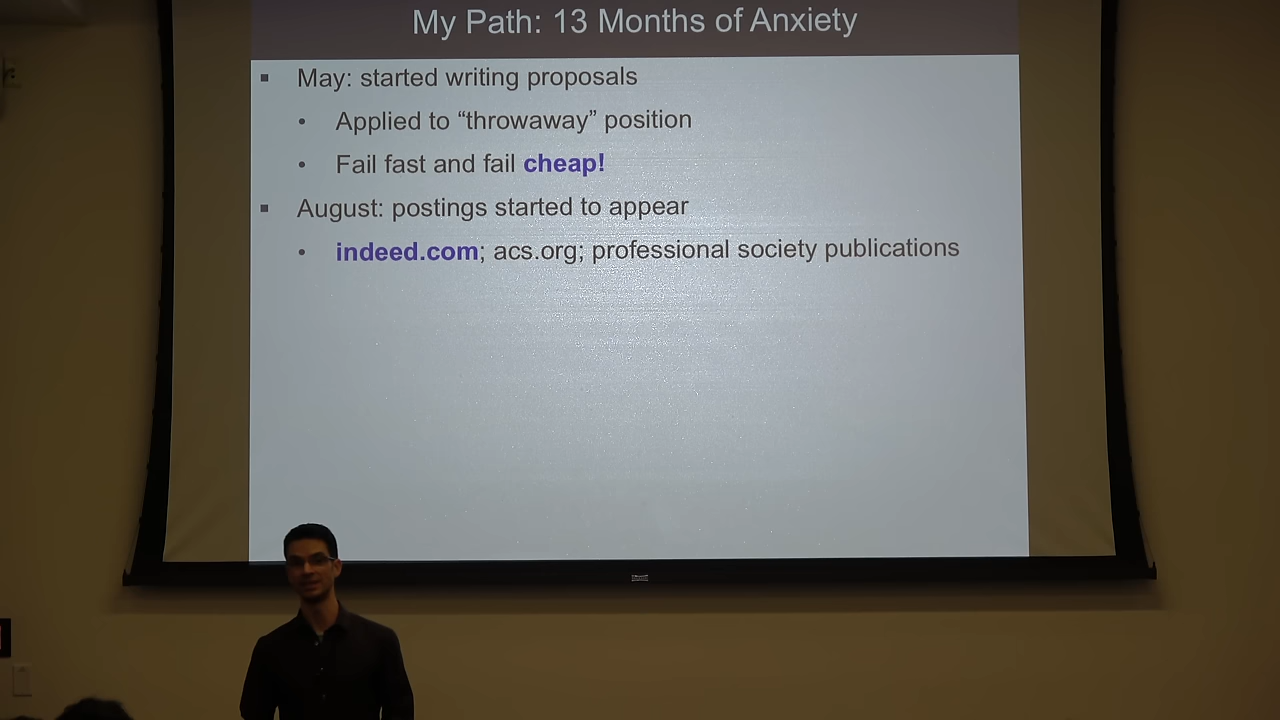 My Path: 13 Months of Anxiety
▪ May: started writing proposals
• Applied to “throwaway” position
• Fail fast and fail cheap!
▪ August: postings started to appear
• indeed.com; acs.org; professional society publications